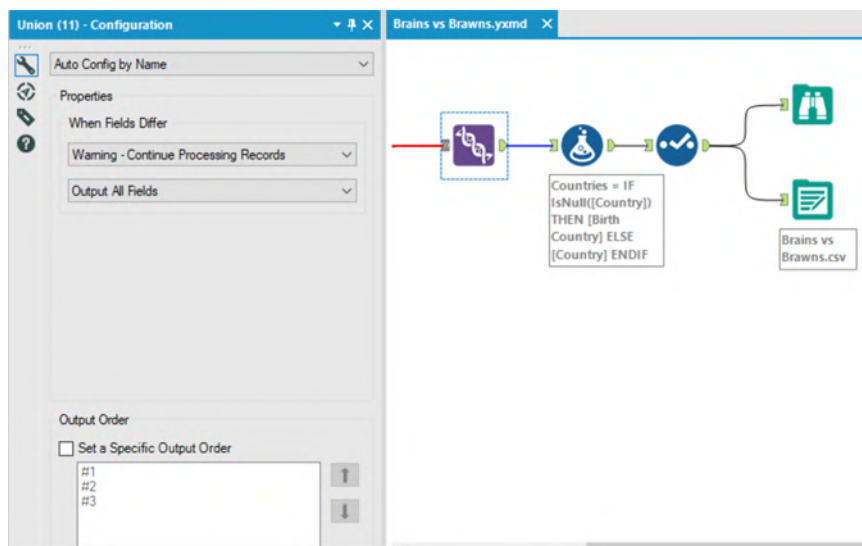 Union (11) - Configuration
Auto Config by Name
Properties
When Fields Differ
Warning - Continue Processing Records
Output All Fields
Output Order
Set a Specific Output Order
#1
#2
#3
Brains vs Brawns.yxmd
Countries = IF
IsNull([Country])
THEN [Birth
Country] ELSE
[Country] ENDIF
Brains vs
Brawns.csv